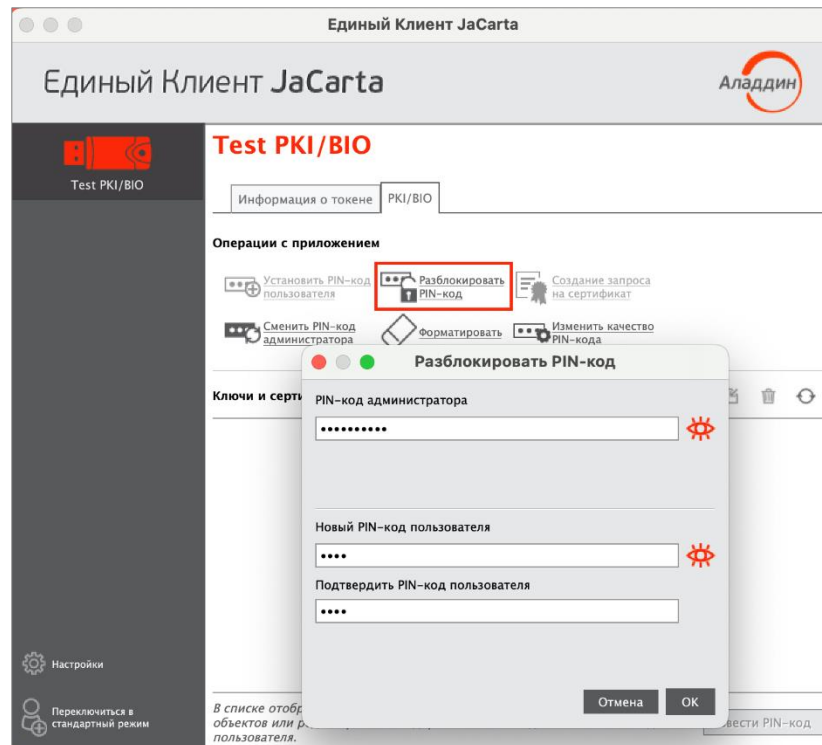 Единый Клиент JaCarta
Единый Клиент JaCarta
Аладдин
Test PKI/BIO
Test PKI/BIO
Информация о токене
PKI/BIO
Операции с приложением
Установить PIN-код
пользователя
Разблокировать
PIN-код
Создание запроса
на сертификат
Сменить PIN-код
администратора
Форматировать
Изменить качество
PIN-кода
Разблокировать PIN-код
Ключи и серти
PIN-код администратора
••••••••••
Новый PIN-код пользователя
••••
Подтвердить PIN-код пользователя
••••
Отмена
OK
Настройки
Переключиться в
стандартный режим
В списке отобр
объектов или р
пользователя.
вести PIN-код